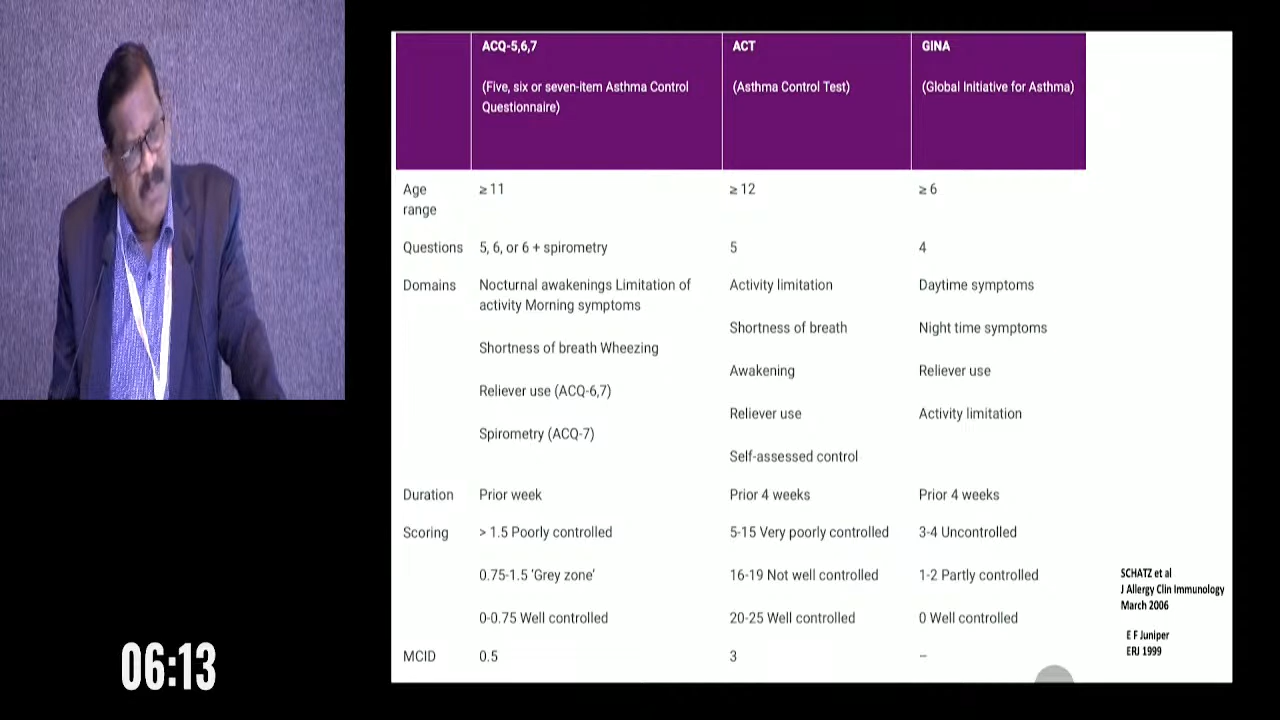 ACQ-5,6,7
(Five, six or seven-item Asthma Control
Questionnaire)
ACT
(Asthma Control Test)
GINA
(Global Initiative for Asthma)
Age
range
≥ 11
≥ 12
≥ 6
Questions
5, 6, or 6 + spirometry
5
4
Domains
Nocturnal awakenings Limitation of
activity Morning symptoms
Shortness of breath Wheezing
Reliever use (ACQ-6,7)
Spirometry (ACQ-7)
Activity limitation
Shortness of breath
Awakening
Reliever use
Self-assessed control
Daytime symptoms
Night time symptoms
Reliever use
Activity limitation
Duration
Prior week
Prior 4 weeks
Prior 4 weeks
Scoring
> 1.5 Poorly controlled
0.75-1.5 ‘Grey zone’
0-0.75 Well controlled
5-15 Very poorly controlled
16-19 Not well controlled
20-25 Well controlled
3-4 Uncontrolled
1-2 Partly controlled
0 Well controlled
MCID
0.5
3
–
SCHATZ et al
J Allergy Clin Immunology
March 2006
E F Juniper
ERJ 1999
06:13